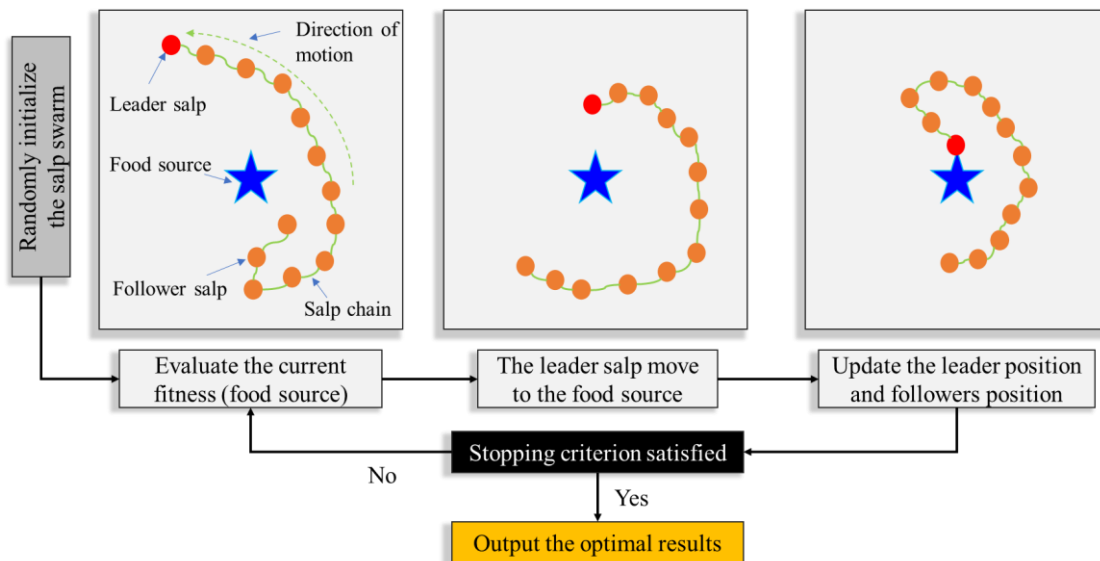 Randomly initialize
the salp swarm
Direction of
motion
Leader salp
Food source
Follower salp
Salp chain
Evaluate the current
fitness (food source)
The leader salp move
to the food source
Update the leader position
and followers position
Stopping criterion satisfied
No
Yes
Output the optimal results